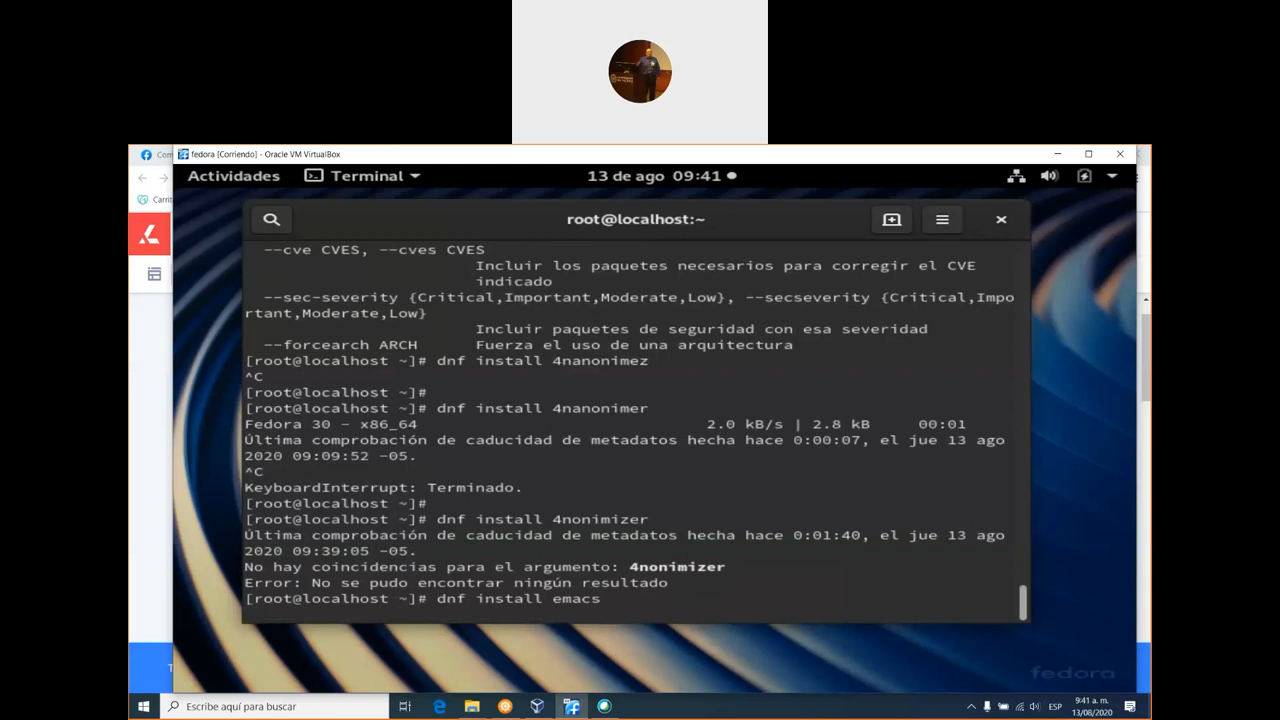 Com
fedora [Corriendo] - Oracle VM VirtualBox
Carrit
Actividades
Terminal
13 de ago 09:41
root@localhost:~
--cve CVES, --cves CVES
Incluir los paquetes necesarios para corregir el CVE
indicado
--sec-severity {Critical,Important,Moderate,Low}, --secseverity {Critical,Impo
rtant,Moderate,Low}
Incluir paquetes de seguridad con esa severidad
--forcearch ARCH Fuerza el uso de una arquitectura
[root@localhost ~]# dnf install 4nanonimez
^C
[root@localhost ~]#
[root@localhost ~]# dnf install 4nanonimer
Fedora 30 - x86_64 2.0 kB/s | 2.8 kB 00:01
Última comprobación de caducidad de metadatos hecha hace 0:00:07, el jue 13 ago
2020 09:09:52 -05.
^C
KeyboardInterrupt: Terminado.
[root@localhost ~]#
[root@localhost ~]# dnf install 4nonimizer
Última comprobación de caducidad de metadatos hecha hace 0:01:40, el jue 13 ago
2020 09:39:05 -05.
No hay coincidencias para el argumento: 4nonimizer
Error: No se pudo encontrar ningún resultado
[root@localhost ~]# dnf install emacs
fedora
T
Escribe aquí para buscar
ESP
9:41 a. m.
13/08/2020